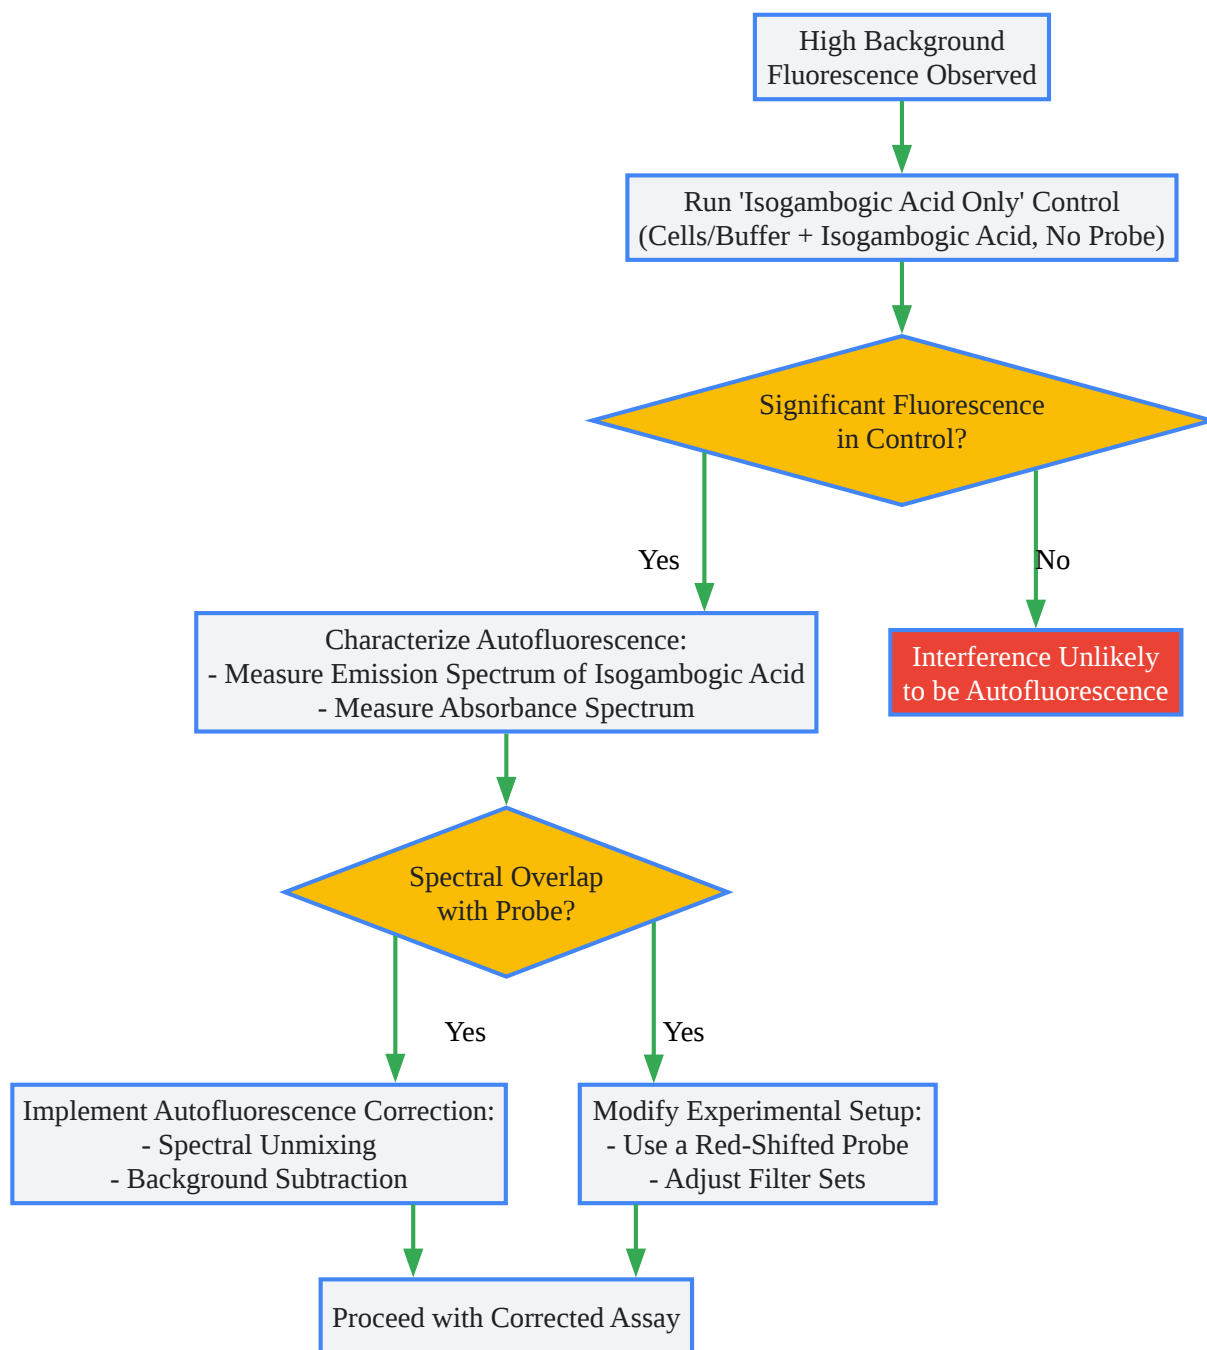 High Background
Fluorescence Observed
Run 'Isogambogic Acid Only' Control
(Cells/Buffer + Isogambogic Acid, No Probe)
Significant Fluorescence
in Control?
Yes
No
Characterize Autofluorescence:
- Measure Emission Spectrum of Isogambogic Acid
- Measure Absorbance Spectrum
Interference Unlikely
to be Autofluorescence
Spectral Overlap
with Probe?
Yes
Yes
Implement Autofluorescence Correction:
- Spectral Unmixing
- Background Subtraction
Modify Experimental Setup:
- Use a Red-Shifted Probe
- Adjust Filter Sets
Proceed with Corrected Assay